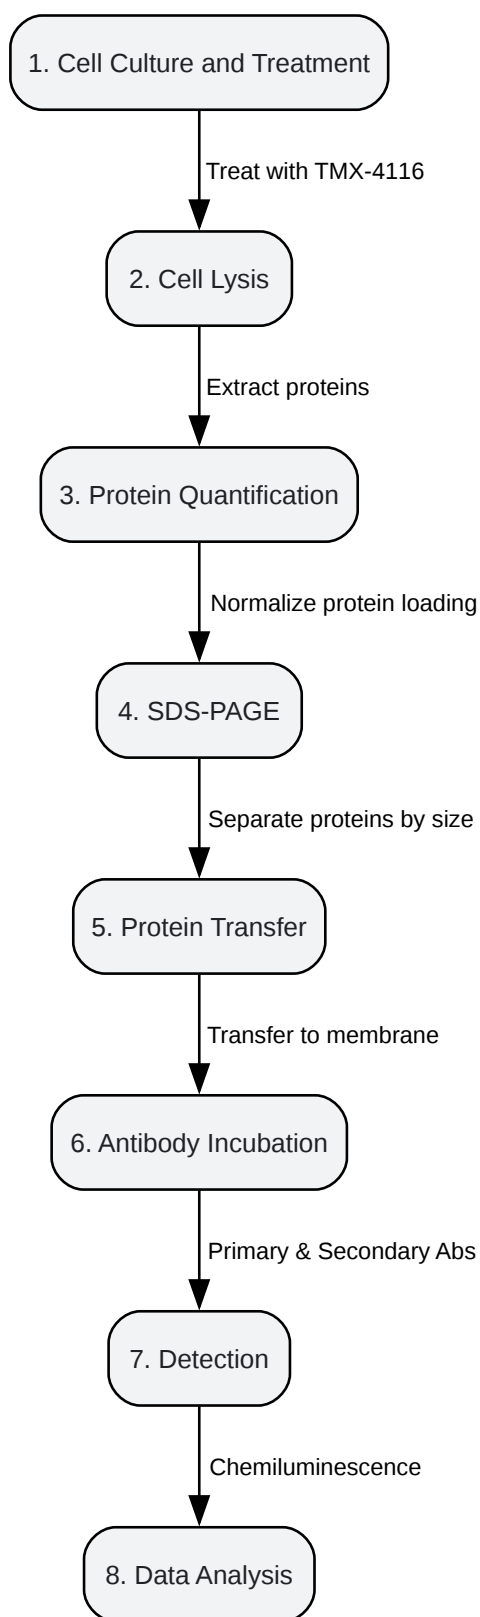 1. Cell Culture and Treatment
Treat with TMX-4116
2. Cell Lysis
Extract proteins
3. Protein Quantification
Normalize protein loading
4. SDS-PAGE
Separate proteins by size
5. Protein Transfer
Transfer to membrane
6. Antibody Incubation
Primary & Secondary Abs
7. Detection
Chemiluminescence
8. Data Analysis